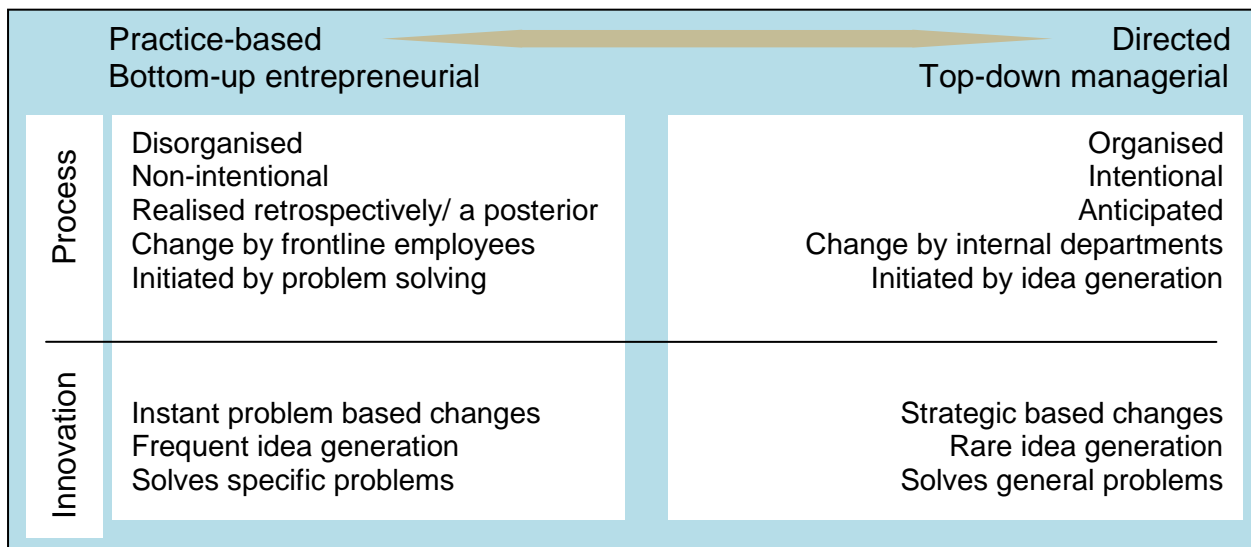 Practice-based
Directed
Bottom-up entrepreneurial
Top-down managerial
Process
Disorganised
Non-intentional
Realised retrospectively/ a posterior
Change by frontline employees
Initiated by problem solving
Organised
Intentional
Anticipated
Change by internal departments
Initiated by idea generation
Innovation
Instant problem based changes
Frequent idea generation
Solves specific problems
Strategic based changes
Rare idea generation
Solves general problems